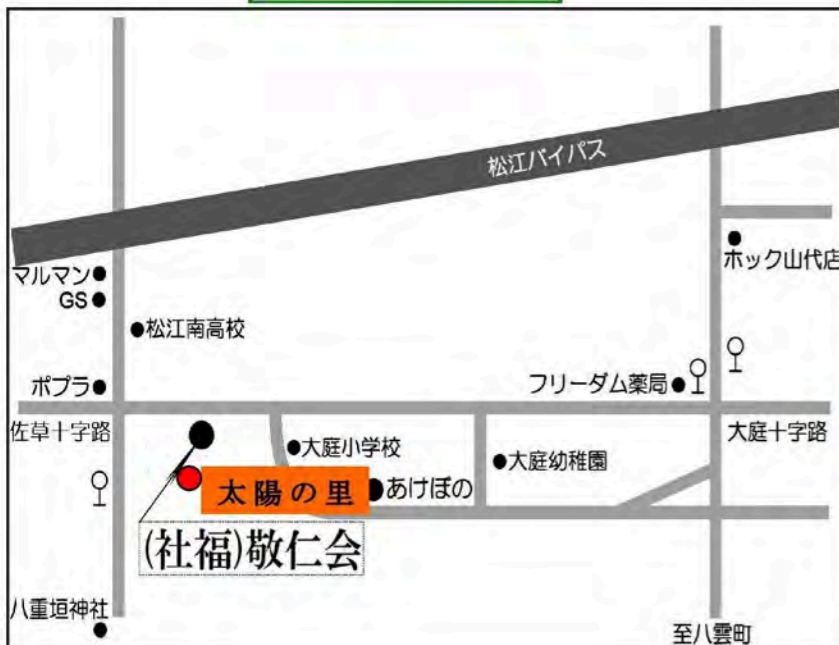 松江バイパス
マルマン
GS
ホック山代店
松江南高校
ポプラ
フリーダム薬局
佐草十字路
大庭十字路
大庭小学校
大庭幼稚園
太陽の里
あけぼの
(社福)敬仁会
八重垣神社
至八雲町